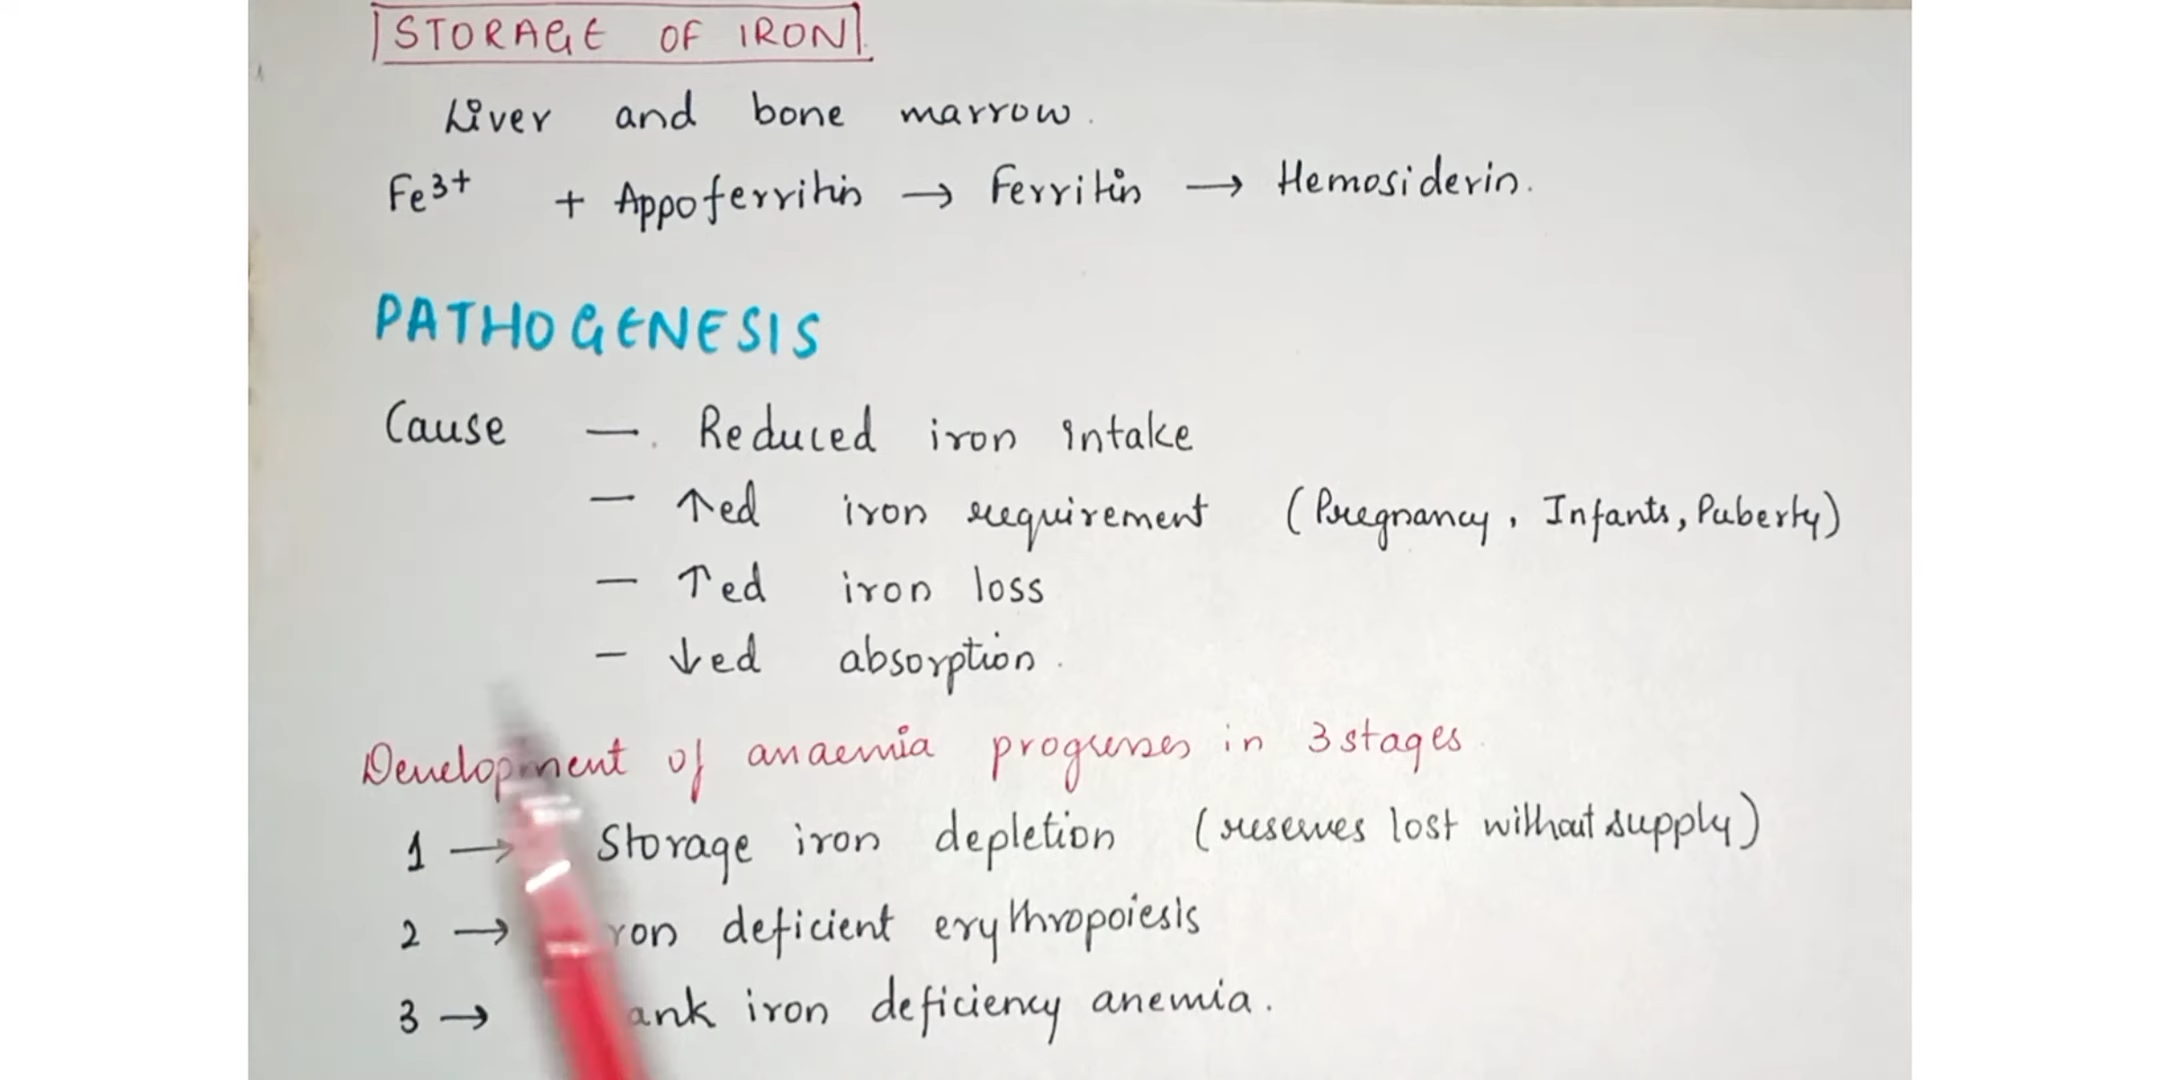 STORAGE OF IRON
Liver and bone marrow.
Fe3+ + Appoferritin → Ferritin → Hemosiderin.
PATHOGENESIS
Cause — Reduced iron intake
— ↑ed iron requirement (Pregnancy, Infants, Puberty)
— ↑ed iron loss
— ↓ed absorption.
Development of anaemia progresses in 3 stages
1 → Storage iron depletion (reserves lost without supply)
2 → ron deficient erythropoiesis
3 → ank iron deficiency anemia.